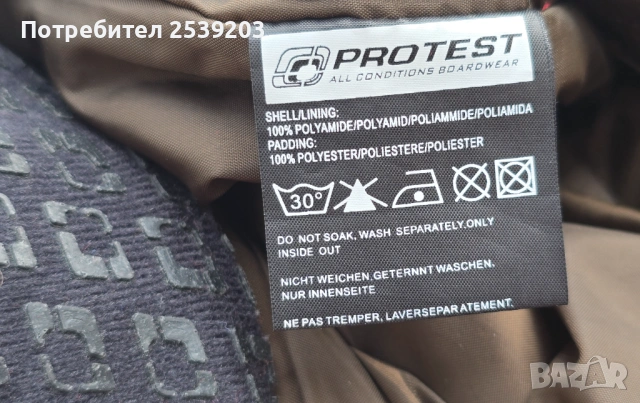 Потребител 2539203
PROTEST
ALL CONDITIONS BOARDWEAR
SHELL/LINING:
100% POLYAMIDE/POLYAMID/POLIAMMIDE/POLIAMIDA
PADDING:
100% POLYESTER/POLIESTERE/POLIESTER
30°
DO NOT SOAK, WASH SEPARATELY.ONLY
INSIDE OUT
NICHT WEICHEN,GETERNNT WASCHEN.
NUR INNENSEITE
NE PAS TREMPER, LAVERSEPARATEMENT.
BAZAR